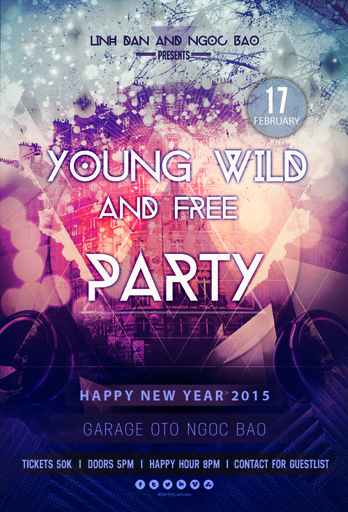 LINH DAN AND NGOC BAO
PRESENTS
17
FEBRUARY
YOUNG WILD
AND FREE
PARTY
HAPPY NEW YEAR 2015
GARAGE OTO NGOC BAO
TICKETS 50K | DOORS 5PM | HAPPY HOUR 8PM | CONTACT FOR GUESTLIST